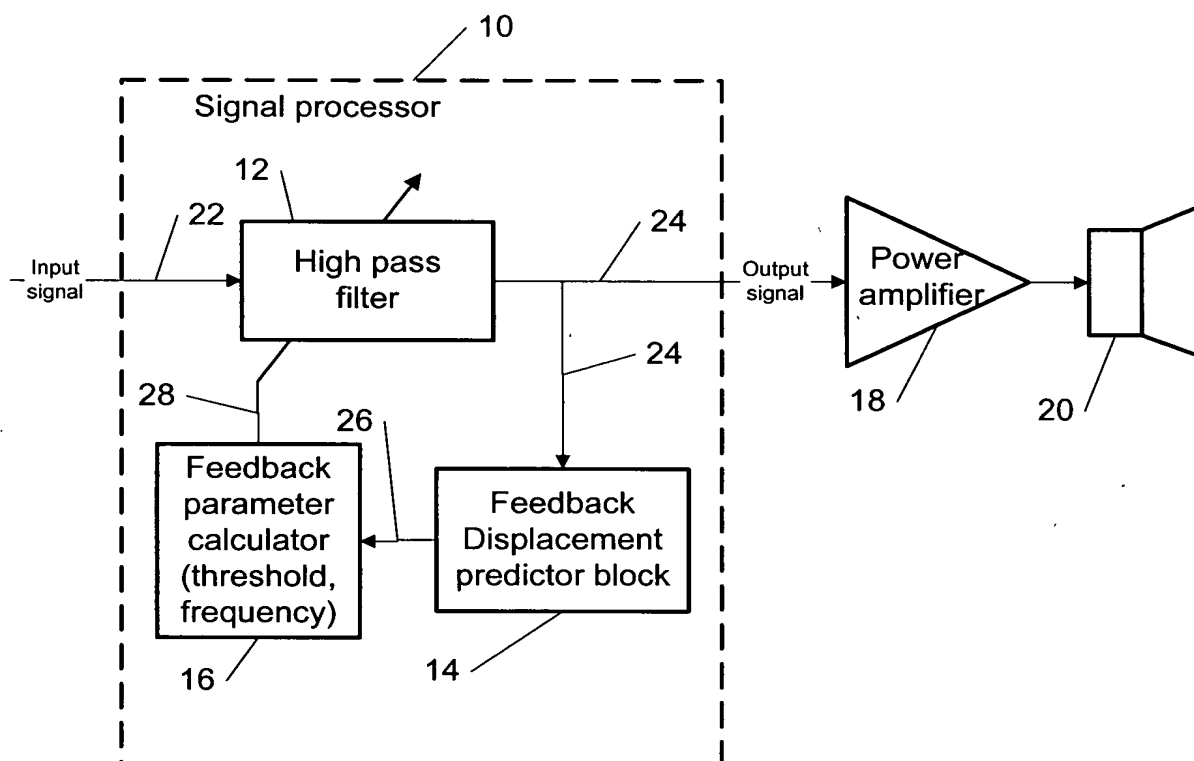 10
Signal processor
12
22
24
Input
signal
High pass
filter
Output
signal
Power
amplifier
24
18
20
28
26
Feedback
parameter
calculator
(threshold,
frequency)
Feedback
Displacement
predictor block
16
14